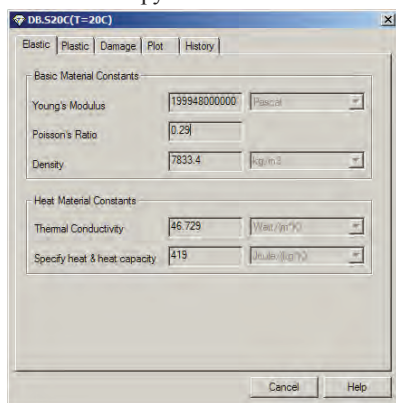 DB.S20C(T=20C)
Elastic Plastic Damage Plot History
Basic Material Constants
Young's Modulus 199948000000 Pascal
Poisson's Ratio 0.29
Density 7833.4 kg/m3
Heat Material Constants
Thermal Conductivity 46.729 Watt/(m*K)
Specify heat & heat capacity 419 Joule/(kg*K)
Cancel Help